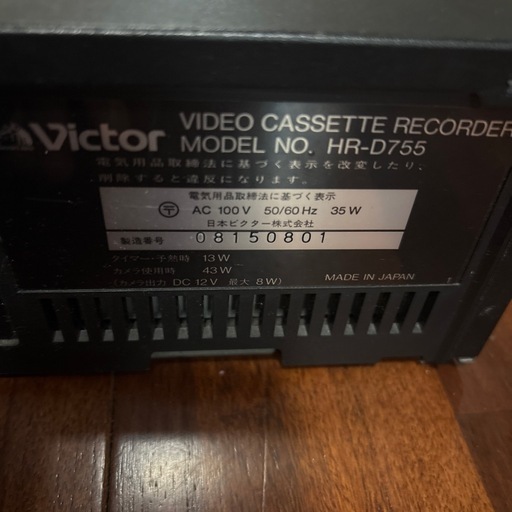 Victor VIDEO CASSETTE RECORDER
MODEL NO. HR-D755
電気用品取締法に基づく表示を改変したり,
削除すると違反になります.
電気用品取締法に基づく表示
〒 AC 100V 50/60Hz 35W
日本ビクター株式会社
製造番号 08150801
タイマー・予熱時 13W
カメラ使用時 43W
(カメラ出力 DC 12V 最大 8W)
MADE IN JAPAN